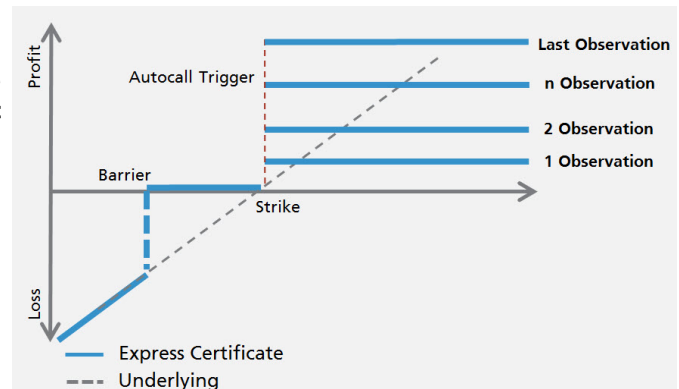 Profit
Last Observation
Autocall Trigger
n Observation
2 Observation
1 Observation
Barrier
Strike
Loss
Express Certificate
Underlying